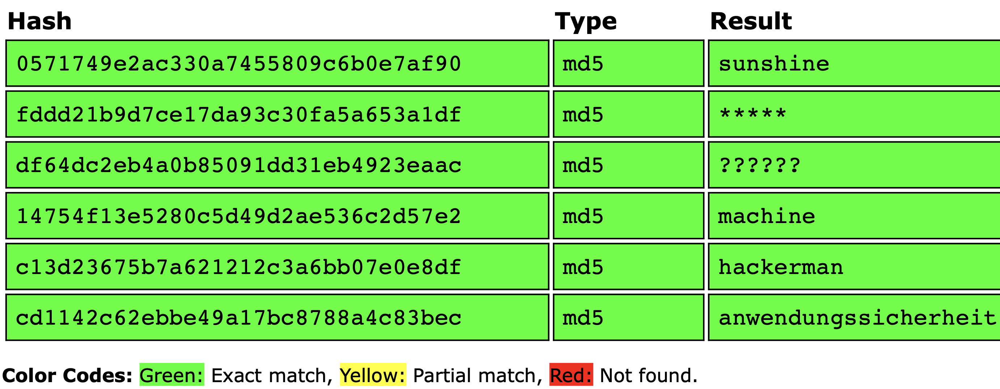 Hash Type Result
0571749e2ac330a7455809c6b0e7af90 md5 sunshine
fddd21b9d7ce17da93c30fa5a653a1df md5 *****
df64dc2eb4a0b85091dd31eb4923eaac md5 ??????
14754f13e5280c5d49d2ae536c2d57e2 md5 machine
c13d23675b7a621212c3a6bb07e0e8df md5 hackerman
cd1142c62ebbe49a17bc8788a4c83bec md5 anwendungssicherheit
Color Codes: Green: Exact match, Yellow: Partial match, Red: Not found.